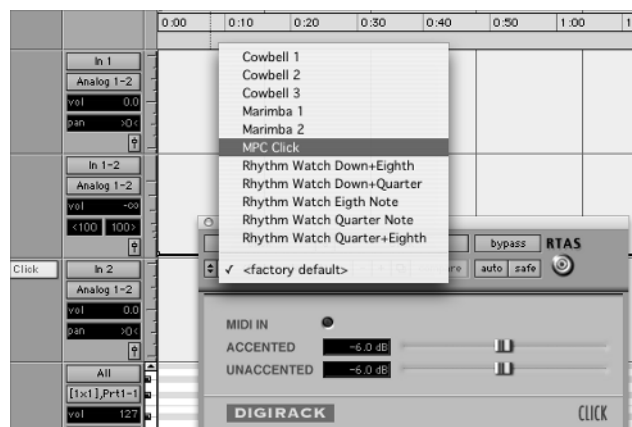 0:00 0:10 0:20 0:30 0:40 0:50 1:00 1
In 1
Analog 1-2
vol 0.0
pan >0<
In 1-2
Analog 1-2
vol -∞
<100 100>
Click
In 2
Analog 1-2
vol 0.0
pan >0<
All
[1x1],Prt1-1
vol 127
Cowbell 1
Cowbell 2
Cowbell 3
Marimba 1
Marimba 2
MPC Click
Rhythm Watch Down+Eighth
Rhythm Watch Down+Quarter
Rhythm Watch Eigth Note
Rhythm Watch Quarter Note
Rhythm Watch Quarter+Eighth
✓ <factory default>
bypass RTAS
auto safe
MIDI IN
ACCENTED -6.0 dB
UNACCENTED -6.0 dB
DIGIRACK CLICK